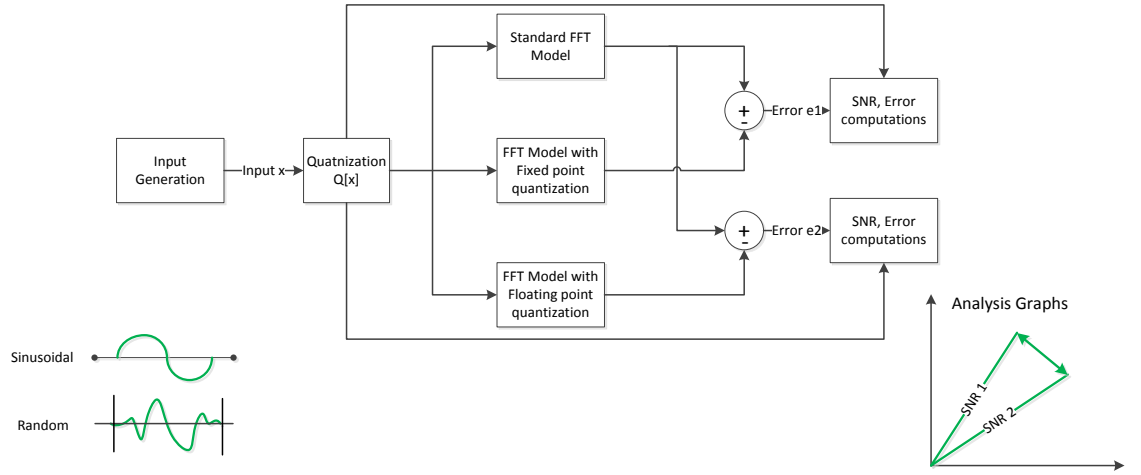 Standard FFT
Model
+
-
Error e1
SNR, Error
computations
Input
Generation
Input x
Quatnization
Q[x]
FFT Model with
Fixed point
quantization
+
-
Error e2
SNR, Error
computations
FFT Model with
Floating point
quantization
Analysis Graphs
SNR 1
SNR 2
Sinusoidal
Random